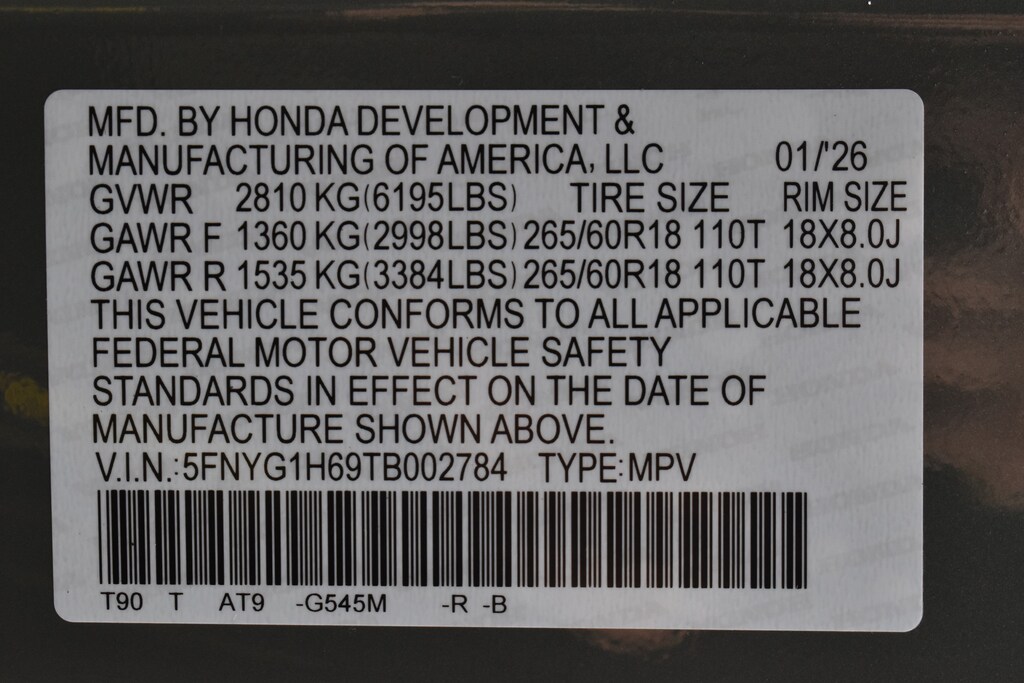 MFD. BY HONDA DEVELOPMENT &
MANUFACTURING OF AMERICA, LLC 01/'26
GVWR 2810 KG(6195LBS) TIRE SIZE RIM SIZE
GAWR F 1360 KG(2998LBS) 265/60R18 110T 18X8.0J
GAWR R 1535 KG(3384LBS) 265/60R18 110T 18X8.0J
THIS VEHICLE CONFORMS TO ALL APPLICABLE
FEDERAL MOTOR VEHICLE SAFETY
STANDARDS IN EFFECT ON THE DATE OF
MANUFACTURE SHOWN ABOVE.
V.I.N.:5FNYG1H69TB002784 TYPE:MPV
T90 T AT9 -G545M -R -B